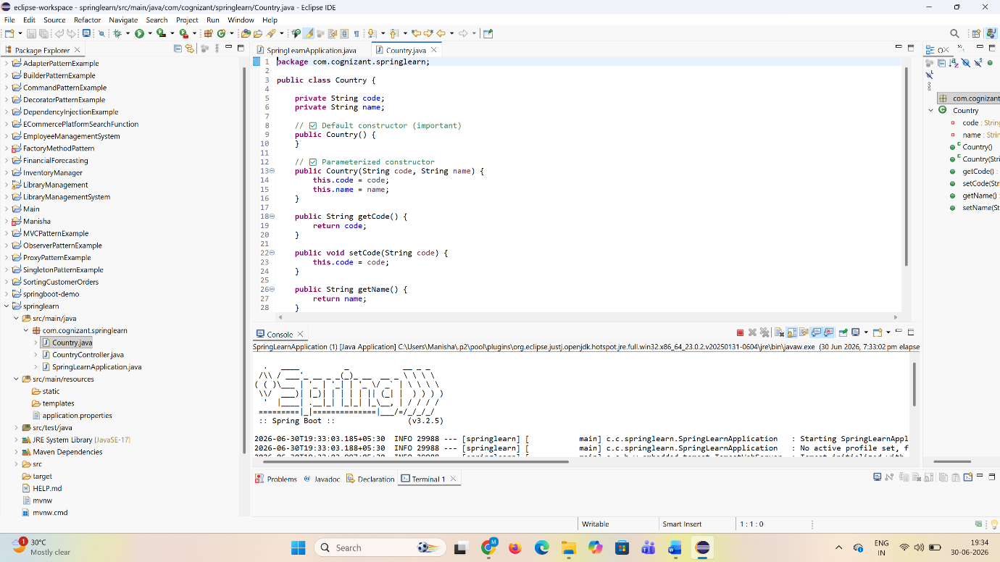 eclipse-workspace - springlearn/src/main/java/com/cognizant/springlearn/Country.java - Eclipse IDE
File Edit Source Refactor Navigate Search Project Run Window Help
Package Explorer
AdapterPatternExample
BuilderPatternExample
CommandPatternExample
DecoratorPatternExample
DependencyInjectionExample
ECommercePlatformSearchFunction
EmployeeManagementSystem
FactoryMethodPattern
FinancialForecasting
InventoryManager
LibraryManagement
LibraryManagementSystem
Main
Manisha
MVCPatternExample
ObserverPatternExample
ProxyPatternExample
SingletonPatternExample
SortingCustomerOrders
springboot-demo
springlearn
src/main/java
com.cognizant.springlearn
Country.java
CountryController.java
SpringLearnApplication.java
src/main/resources
static
templates
application.properties
src/test/java
JRE System Library [JavaSE-17]
Maven Dependencies
src
target
HELP.md
mvnw
mvnw.cmd
SpringLearnApplication.java Country.java
1 package com.cognizant.springlearn;
2
3 public class Country {
4
5 private String code;
6 private String name;
7
8 // ✅ Default constructor (important)
9 public Country() {
10 }
11
12 // ✅ Parameterized constructor
13 public Country(String code, String name) {
14 this.code = code;
15 this.name = name;
16 }
17
18 public String getCode() {
19 return code;
20 }
21
22 public void setCode(String code) {
23 this.code = code;
24 }
25
26 public String getName() {
27 return name;
28 }
com.cognizant
Country
code : String
name : Strin
Country()
Country(Stri
getCode() :
setCode(Str
getName() :
setName(St
Console
SpringLearnApplication (1) [Java Application] C:\Users\Manisha\.p2\pool\plugins\org.eclipse.justj.openjdk.hotspot.jre.full.win32.x86_64_23.0.2.v20250131-0604\jre\bin\javaw.exe (30 Jun 2026, 7:33:02 pm elapse
:: Spring Boot :: (v3.2.5)
2026-06-30T19:33:03.185+05:30 INFO 29988 --- [springlearn] [ main] c.c.springlearn.SpringLearnApplication : Starting SpringLearnAppl
2026-06-30T19:33:03.188+05:30 INFO 29988 --- [springlearn] [ main] c.c.springlearn.SpringLearnApplication : No active profile set, f
Problems Javadoc Declaration Terminal 1
Writable Smart Insert 1 : 1 : 0
1
30°C
Mostly clear
Search
ENG
IN
19:34
30-06-2026